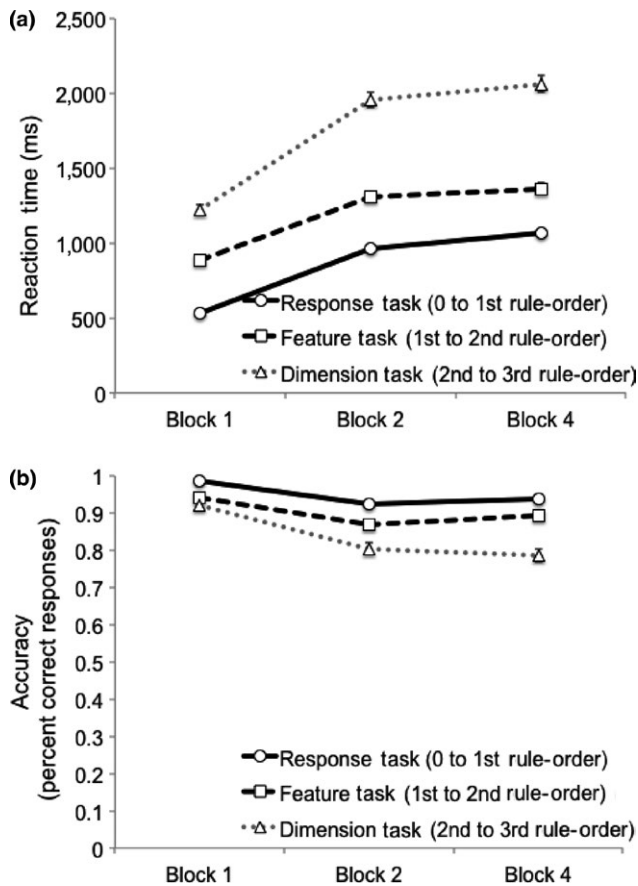 (a)
2,500
2,000
1,500
1,000
500
0
Reaction time (ms)
Response task (0 to 1st rule-order)
Feature task (1st to 2nd rule-order)
Dimension task (2nd to 3rd rule-order)
Block 1 Block 2 Block 4
(b)
1
0.9
0.8
0.7
0.6
0.5
0.4
0.3
0.2
0.1
0
Accuracy
(percent correct responses)
Response task (0 to 1st rule-order)
Feature task (1st to 2nd rule-order)
Dimension task (2nd to 3rd rule-order)
Block 1 Block 2 Block 4